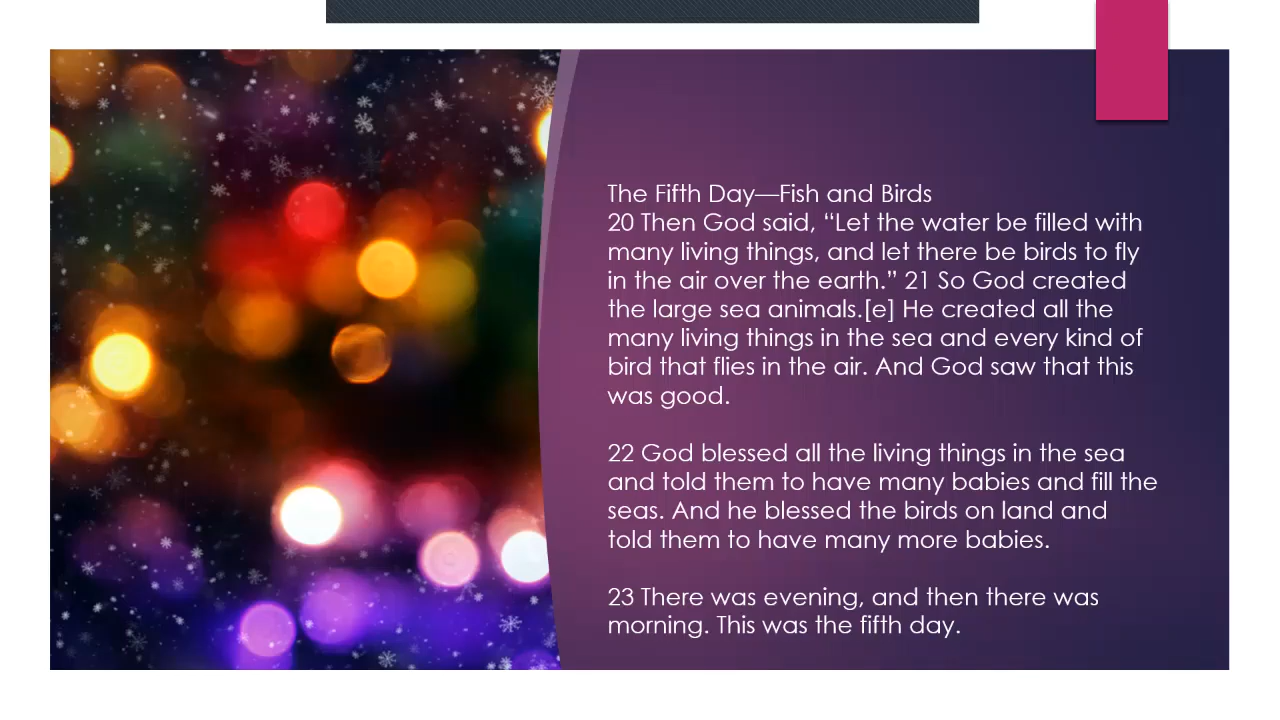 The Fifth Day—Fish and Birds
20 Then God said, “Let the water be filled with
many living things, and let there be birds to fly
in the air over the earth.” 21 So God created
the large sea animals.[e] He created all the
many living things in the sea and every kind of
bird that flies in the air. And God saw that this
was good.
22 God blessed all the living things in the sea
and told them to have many babies and fill the
seas. And he blessed the birds on land and
told them to have many more babies.
23 There was evening, and then there was
morning. This was the fifth day.